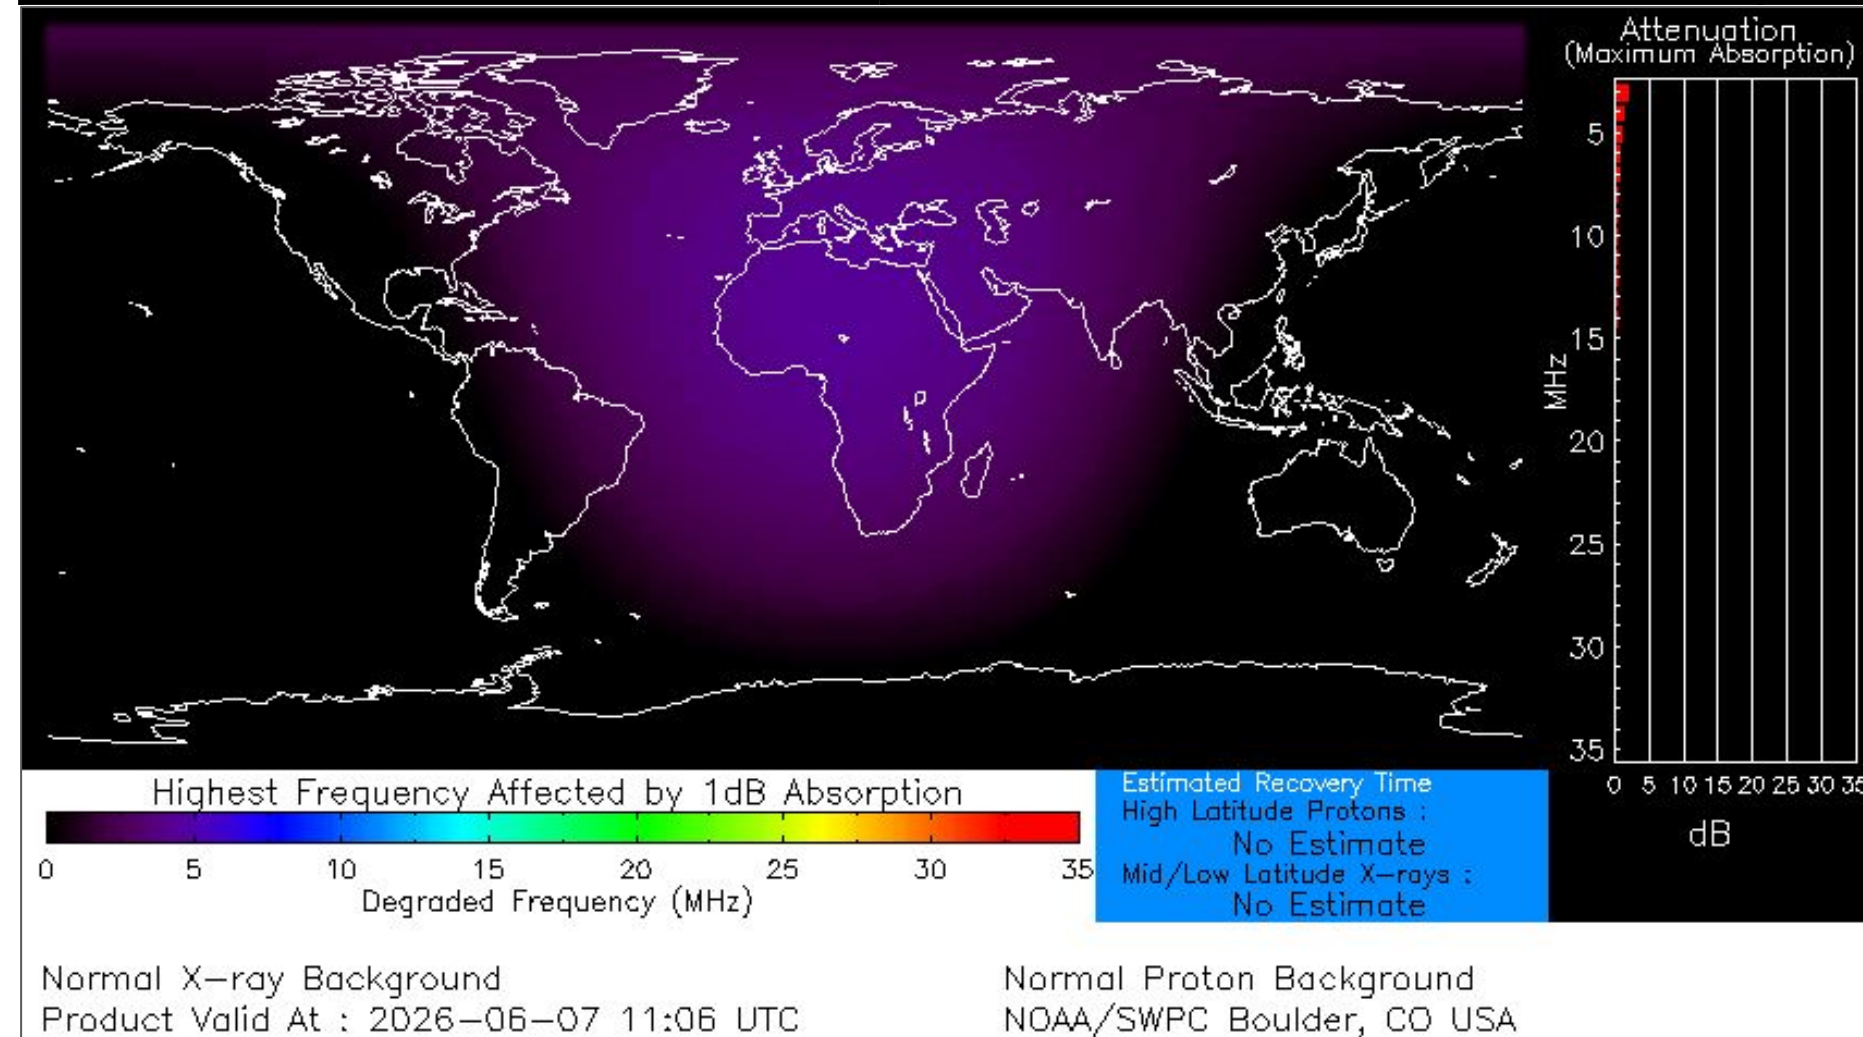 Attenuation
(Maximum Absorption)
5
10
15
20
25
30
35
MHz
0 5 10 15 20 25 30 35
dB
Highest Frequency Affected by 1dB Absorption
0 5 10 15 20 25 30 35
Degraded Frequency (MHz)
Estimated Recovery Time
High Latitude Protons :
No Estimate
Mid/Low Latitude X-rays :
No Estimate
Normal X-ray Background
Normal Proton Background
Product Valid At : 2026-06-07 11:06 UTC
NOAA/SWPC Boulder, CO USA